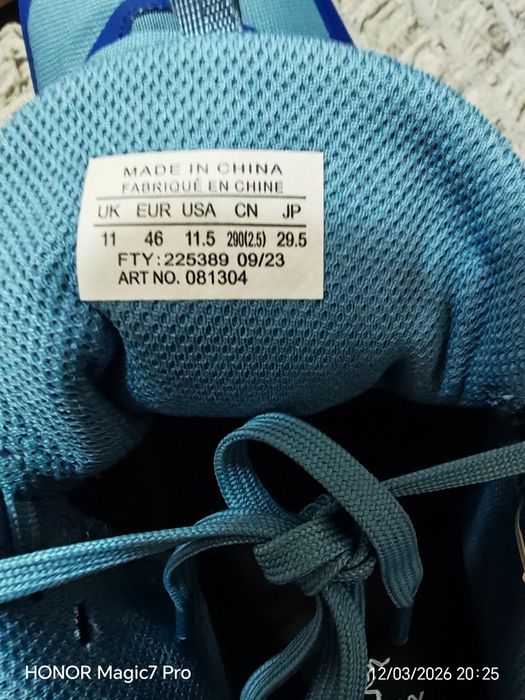 MADE IN CHINA
FABRIQUÉ EN CHINE
UK EUR USA CN JP
11 46 11.5 290(2.5) 29.5
FTY: 225389 09/23
ART NO. 081304
HONOR Magic7 Pro
12/03/2026 20:25